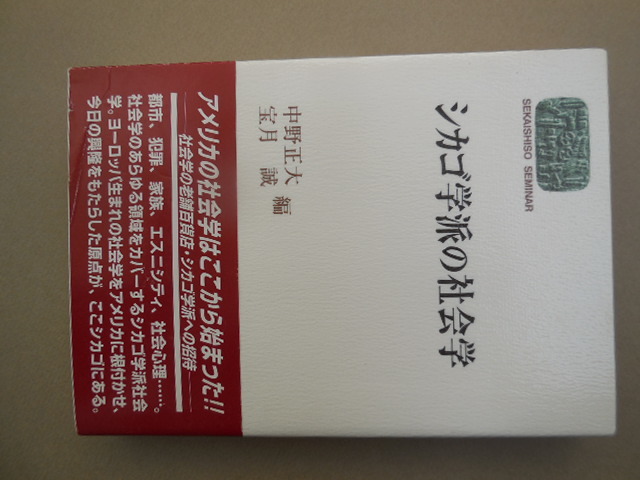 SEKAISHISO SEMINAR
シカゴ学派の社会学
中野正大
宝月 誠 編
アメリカの社会学はここから始まった!!
──社会学の老舗百貨店・シカゴ学派への招待──
都市、犯罪、家族、エスニシティ、社会心理……。
社会学のあらゆる領域をカバーするシカゴ学派社会
学。ヨーロッパ生まれの社会学をアメリカに根付かせ、
今日の興隆をもたらした原点が、ここシカゴにある。